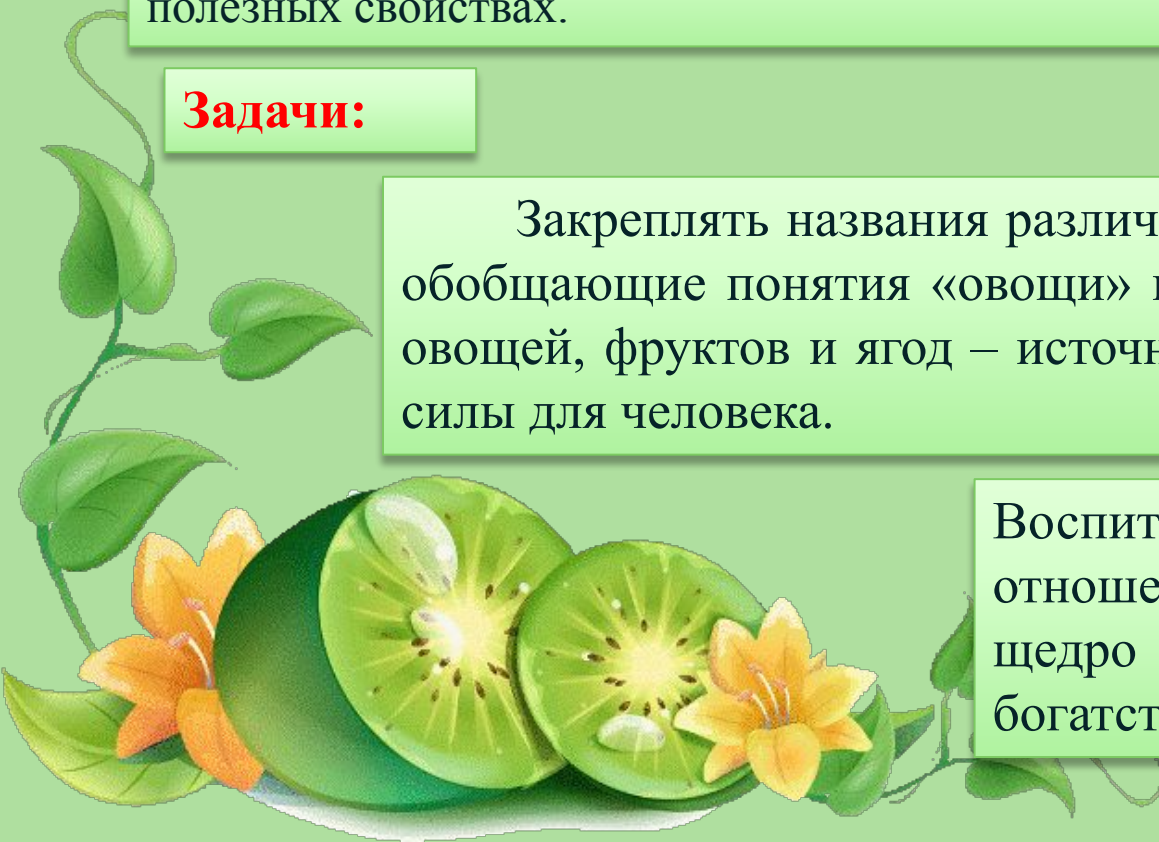 полезных свойствах.
Задачи:
Закреплять названия различ
обобщающие понятия «овощи»
овощей, фруктов и ягод – источн
силы для человека.
Воспит
отноше
щедро
богатст